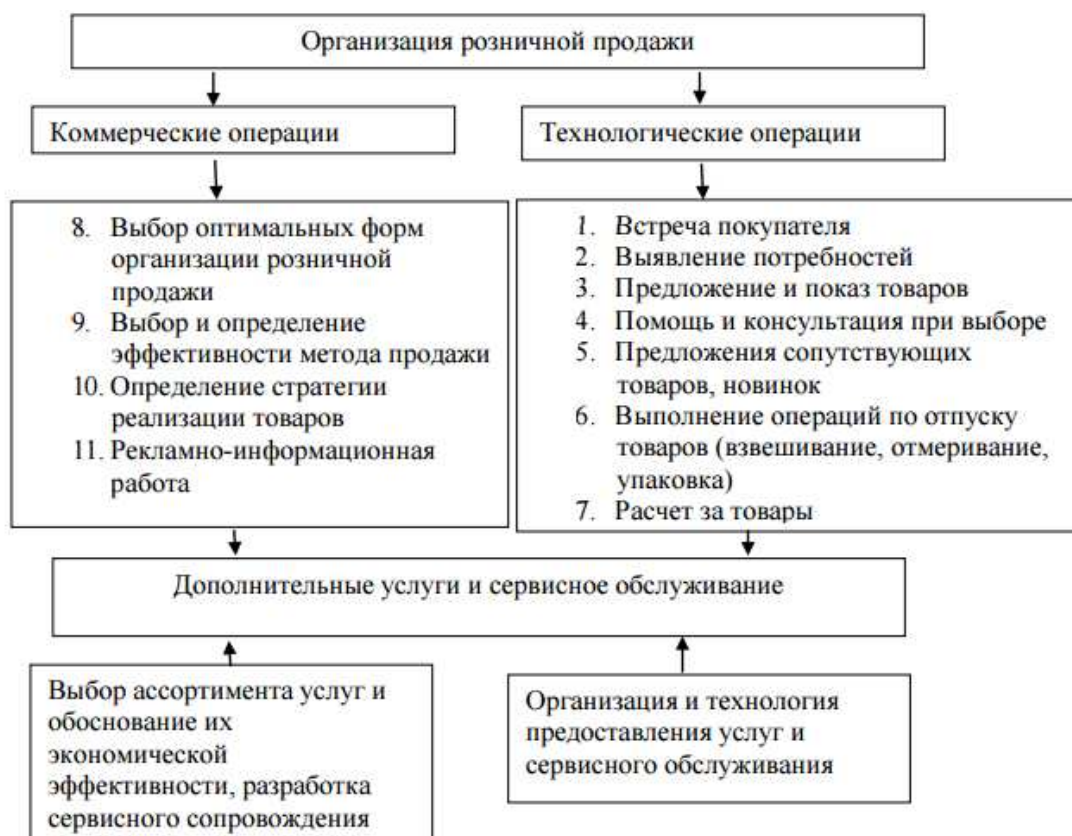 Организация розничной продажи
Коммерческие операции
Технологические операции
8. Выбор оптимальных форм
организации розничной
продажи
9. Выбор и определение
эффективности метода продажи
10. Определение стратегии
реализации товаров
11. Рекламно-информационная
работа
1. Встреча покупателя
2. Выявление потребностей
3. Предложение и показ товаров
4. Помощь и консультация при выборе
5. Предложения сопутствующих
товаров, новинок
6. Выполнение операций по отпуску
товаров (взвешивание, отмеривание,
упаковка)
7. Расчет за товары
Дополнительные услуги и сервисное обслуживание
Выбор ассортимента услуг и
обоснование их
экономической
эффективности, разработка
сервисного сопровождения
Организация и технология
предоставления услуг и
сервисного обслуживания